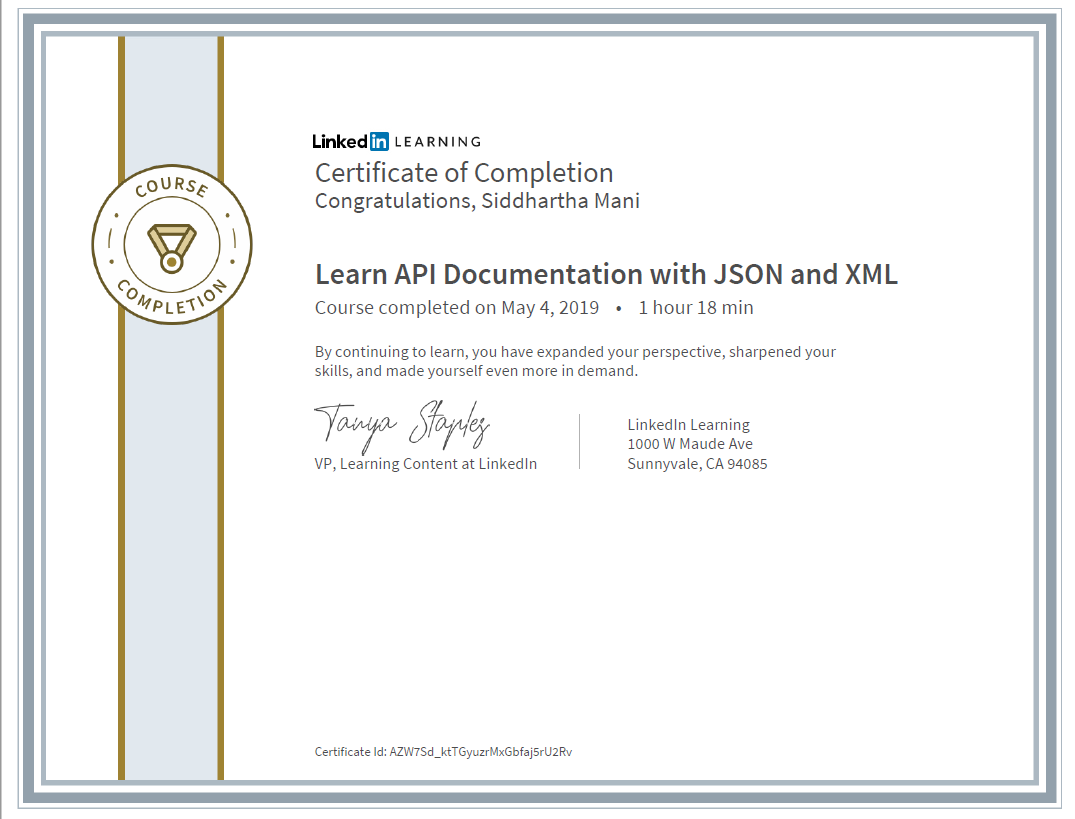 COURSE
COMPLETION
Linked in LEARNING
Certificate of Completion
Congratulations, Siddhartha Mani
Learn API Documentation with JSON and XML
Course completed on May 4, 2019 • 1 hour 18 min
By continuing to learn, you have expanded your perspective, sharpened your
skills, and made yourself even more in demand.
Tanya Staples
VP, Learning Content at LinkedIn
LinkedIn Learning
1000 W Maude Ave
Sunnyvale, CA 94085
Certificate Id: AZW7Sd_ktTGyuzrMxGbfaj5rU2Rv